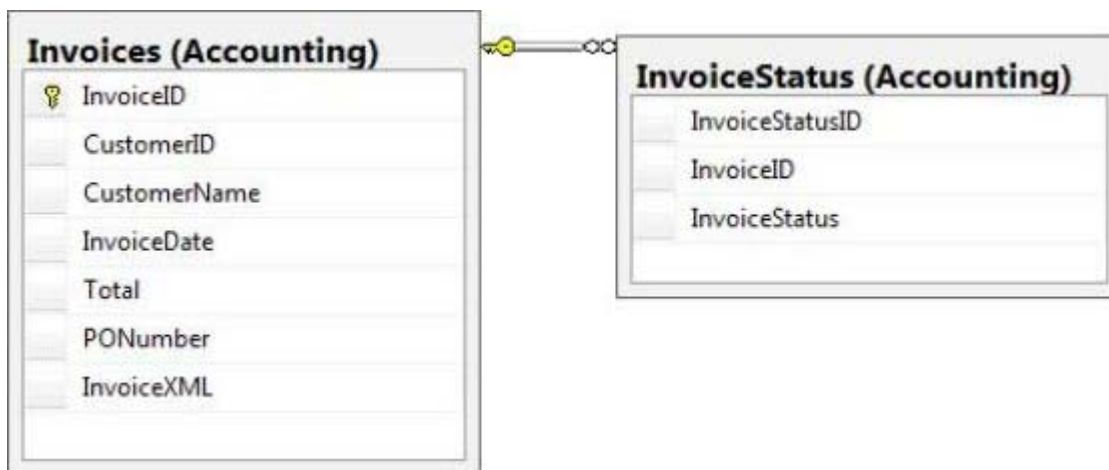 Invoices (Accounting)
InvoiceID
CustomerID
CustomerName
InvoiceDate
Total
PONumber
InvoiceXML
InvoiceStatus (Accounting)
InvoiceStatusID
InvoiceID
InvoiceStatus